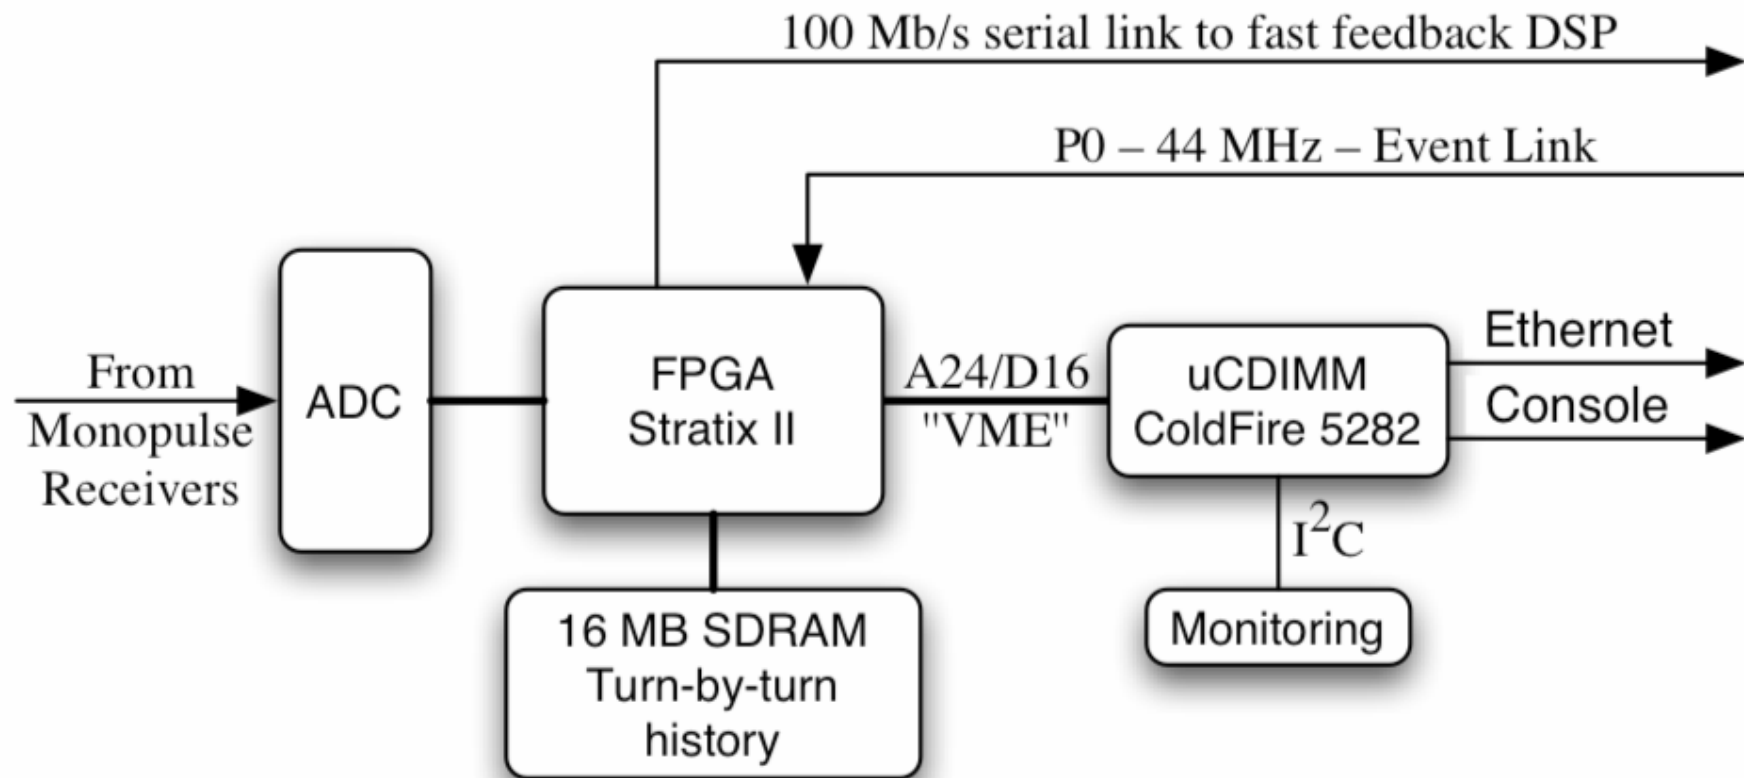 100 Mb/s serial link to fast feedback DSP
P0 – 44 MHz – Event Link
From
Monopulse
Receivers
ADC
FPGA
Stratix II
A24/D16
"VME"
uCDIMM
ColdFire 5282
Ethernet
Console
I²C
16 MB SDRAM
Turn-by-turn
history
Monitoring